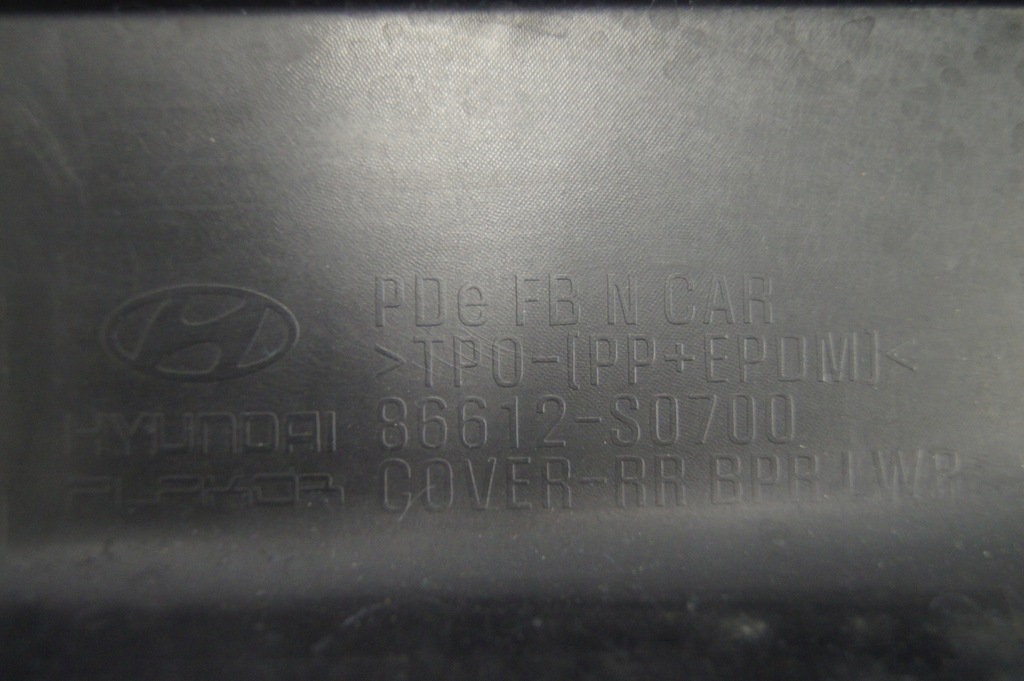 PDe FB N CAR
>TPO-(PP+EPDM)<
HYUNDAI 86612-S0700
COVER-RR BPR LWR